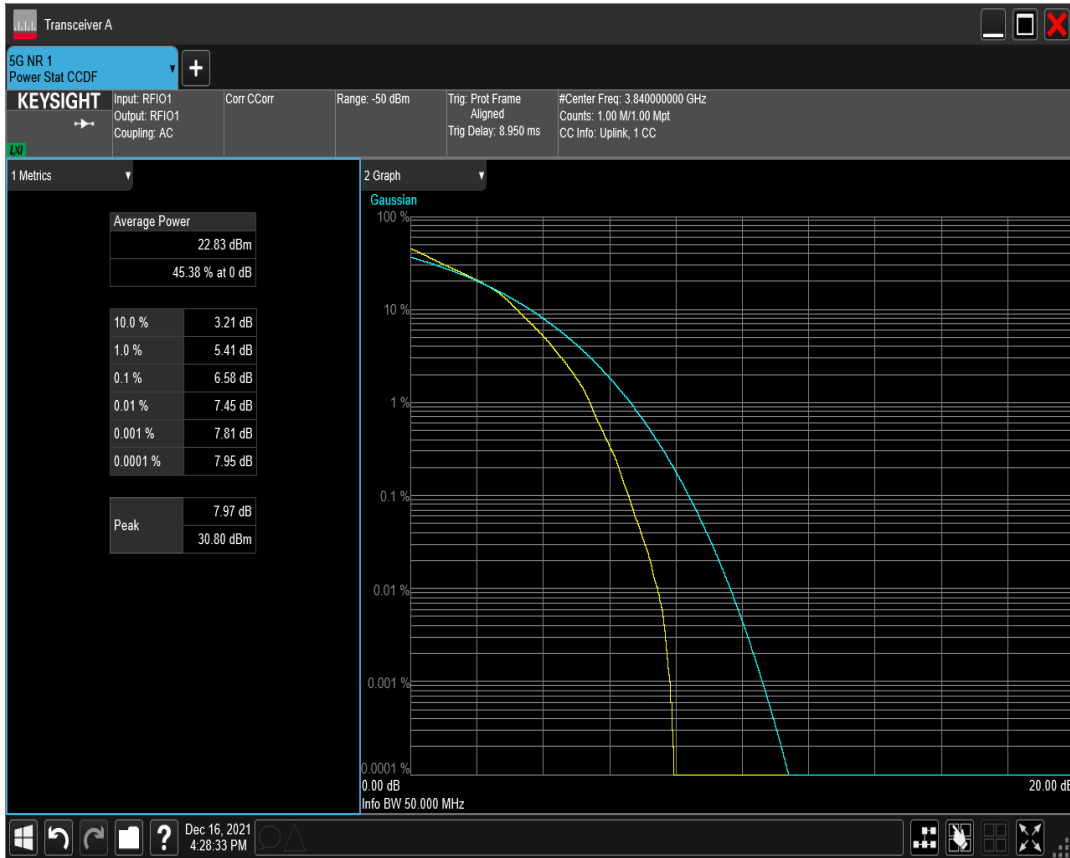 Transceiver A
5G NR 1
Power Stat CCDF
KEYSIGHT
LXI
Input: RFIO1
Output: RFIO1
Coupling: AC
Corr CCorr
Range: -50 dBm
Trig: Prot Frame
Aligned
Trig Delay: 8.950 ms
#Center Freq: 3.840000000 GHz
Counts: 1.00 M/1.00 Mpt
CC Info: Uplink, 1 CC
1 Metrics
Average Power
22.83 dBm
45.38 % at 0 dB
10.0 % 3.21 dB
1.0 % 5.41 dB
0.1 % 6.58 dB
0.01 % 7.45 dB
0.001 % 7.81 dB
0.0001 % 7.95 dB
Peak 7.97 dB
30.80 dBm
2 Graph
Gaussian
100 %
10 %
1 %
0.1 %
0.01 %
0.001 %
0.0001 %
0.00 dB 20.00 dB
Info BW 50.000 MHz
?
Dec 16, 2021
4:28:33 PM